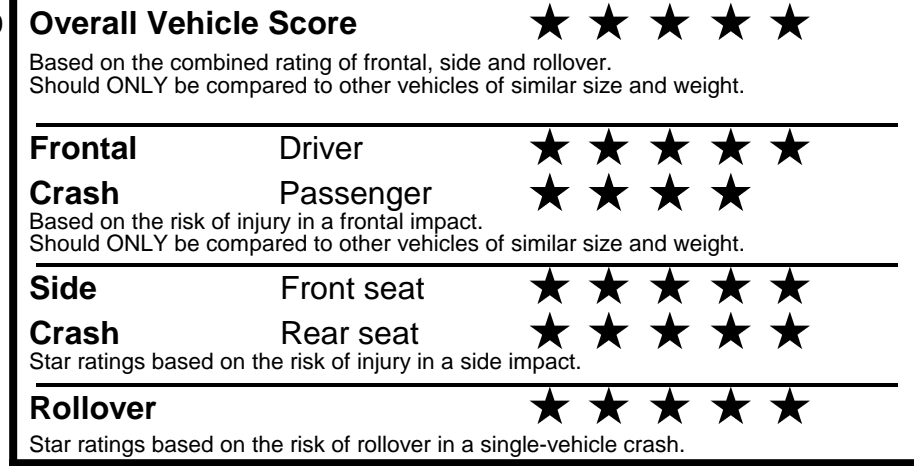 Overall Vehicle Score ★ ★ ★ ★ ★
Based on the combined rating of frontal, side and rollover.
Should ONLY be compared to other vehicles of similar size and weight.
Frontal Driver ★ ★ ★ ★ ★
Crash Passenger ★ ★ ★ ★
Based on the risk of injury in a frontal impact.
Should ONLY be compared to other vehicles of similar size and weight.
Side Front seat ★ ★ ★ ★ ★
Crash Rear seat ★ ★ ★ ★ ★
Star ratings based on the risk of injury in a side impact.
Rollover ★ ★ ★ ★ ★
Star ratings based on the risk of rollover in a single-vehicle crash.